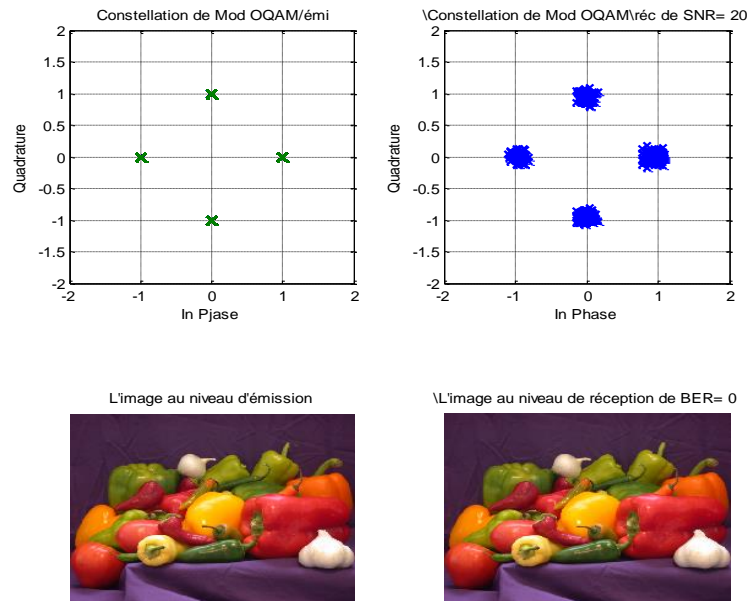 Constellation de Mod OQAM/émi
2
1.5
1
0.5
0
-0.5
-1
-1.5
-2
-2 -1 0 1 2
Quadrature
In Pjase
\Constellation de Mod OQAM\réc de SNR= 20
2
1.5
1
0.5
0
-0.5
-1
-1.5
-2
-2 -1 0 1 2
Quadrature
In Phase
L'image au niveau d'émission
\L'image au niveau de réception de BER= 0